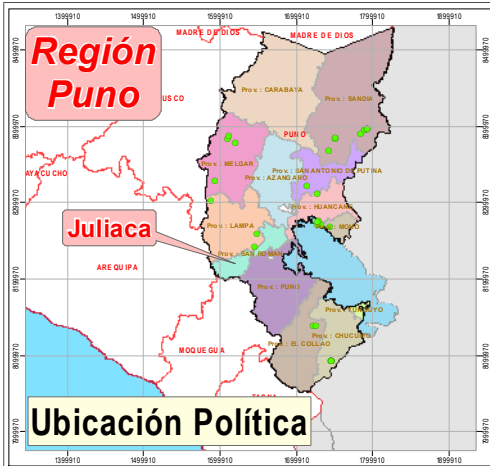 1399910 1499910 1599910 1699910 1799910 1899910
MADRE DE DIOS
MADRE DE DIOS
Región
Puno
8499970
8499970
Prov.: CARABAYA
Prov.: SANDIA
USCO
8399970
8399970
PUNO
Prov.: MELGAR
Prov.: SAN ANTONIO DE PUTINA
Prov.: AZANGARO
AYACUCHO
8299970
8299970
Prov.: HUANCANE
Prov.: MOHO
Prov.: LAMPA
Juliaca
Prov.: SAN ROMAN
AREQUIPA
8199970
8199970
Prov.: PUNO
Prov.: YUNGUYO
Prov.: CHUCUITO
Prov.: EL COLLAO
MOQUEGUA
8099970
8099970
TACNA
Ubicación Política
7999970
7999970
1399910 1499910 1599910 1699910 1799910 1899910